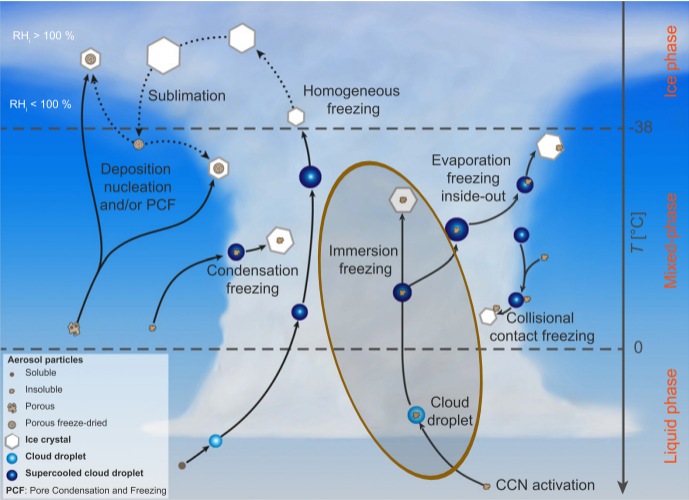 RHi > 100 %
RHi < 100 %
Sublimation
Homogeneous
freezing
Deposition
nucleation
and/or PCF
Condensation
freezing
Immersion
freezing
Evaporation
freezing
inside-out
Collisional
contact freezing
Cloud
droplet
CCN activation
-38
T [°C]
0
Ice phase
Mixed-phase
Liquid phase
Aerosol particles
Soluble
Insoluble
Porous
Porous freeze-dried
Ice crystal
Cloud droplet
Supercooled cloud droplet
PCF: Pore Condensation and Freezing